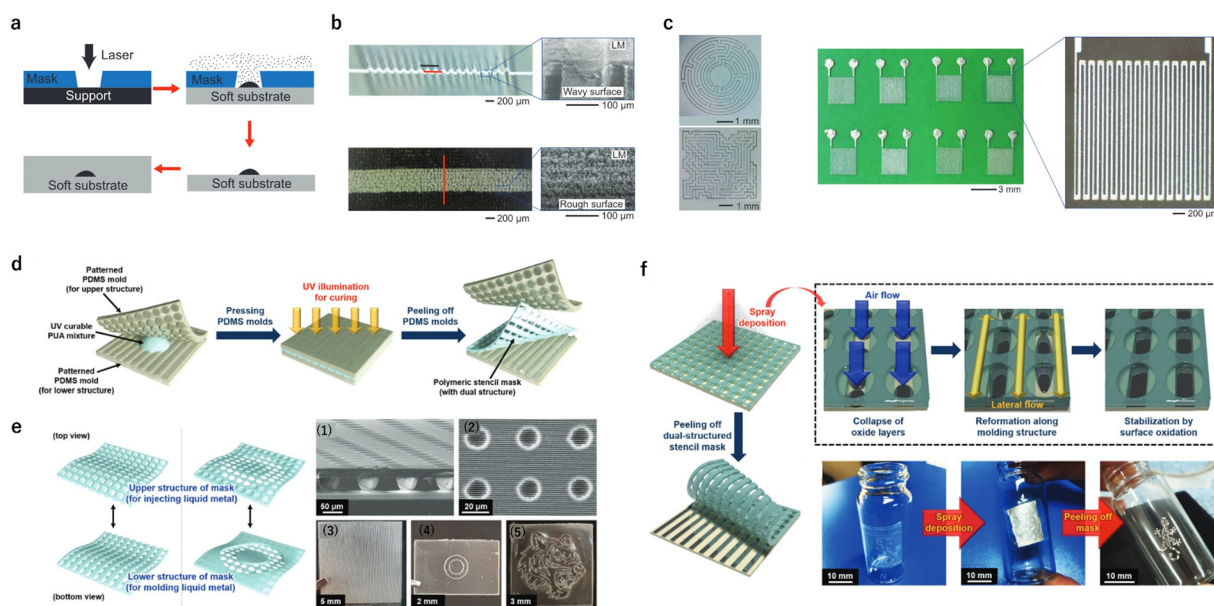 a
Laser
Mask
Support
Mask
Soft substrate
Soft substrate
Soft substrate
b
LM
Wavy surface
200 μm
100 μm
LM
Rough surface
200 μm
100 μm
c
1 mm
1 mm
3 mm
200 μm
d
Patterned
PDMS mold
(for upper structure)
UV curable
PUA mixture
Patterned
PDMS mold
(for lower structure)
Pressing
PDMS molds
UV illumination
for curing
Peeling off
PDMS molds
Polymeric stencil mask
(with dual structure)
e
(top view)
Upper structure of mask
(for injecting liquid metal)
Lower structure of mask
(for molding liquid metal)
(bottom view)
(1)
50 μm
(2)
20 μm
(3)
5 mm
(4)
2 mm
(5)
3 mm
f
Spray
deposition
Peeling off
dual-structured
stencil mask
Air flow
Collapse of
oxide layers
Lateral flow
Reformation along
molding structure
Stabilization by
surface oxidation
10 mm
Spray
deposition
10 mm
Peeling off
mask
10 mm